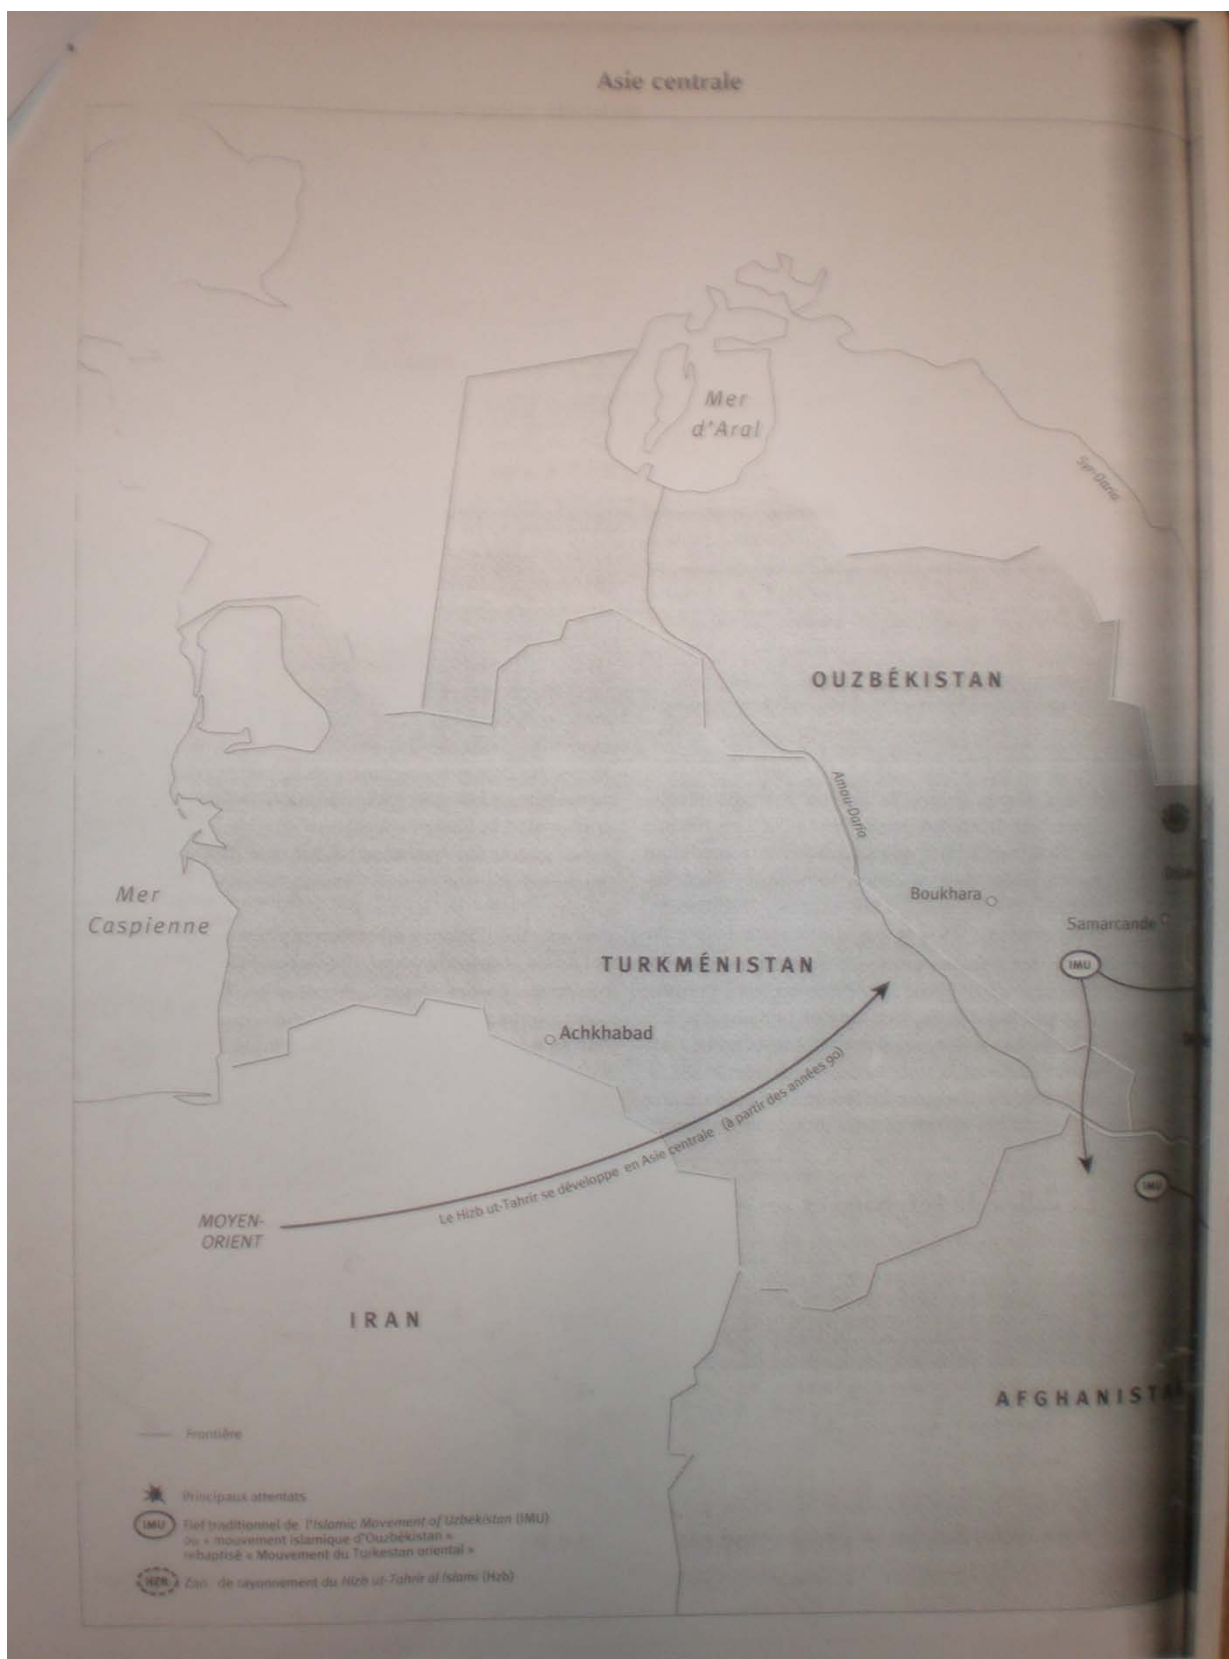 Asie centrale
Mer
d'Aral
Syr-Daria
OUZBÉKISTAN
Amou-Daria
Boukhara
Samarcande
IMU
Mer
Caspienne
TURKMÉNISTAN
Achkhabad
Le Hizb ut-Tahrir se développe en Asie centrale (à partir des années 90)
IMU
MOYEN-
ORIENT
IRAN
AFGHANISTA
Frontière
Principaux attentats
IMU Fief traditionnel de l'Islamic Movement of Uzbekistan (IMU)
ou « mouvement islamique d'Ouzbékistan »
rebaptisé « Mouvement du Turkestan oriental »
de rayonnement du Hizb ut-Tahrir al Islami (Hzb)